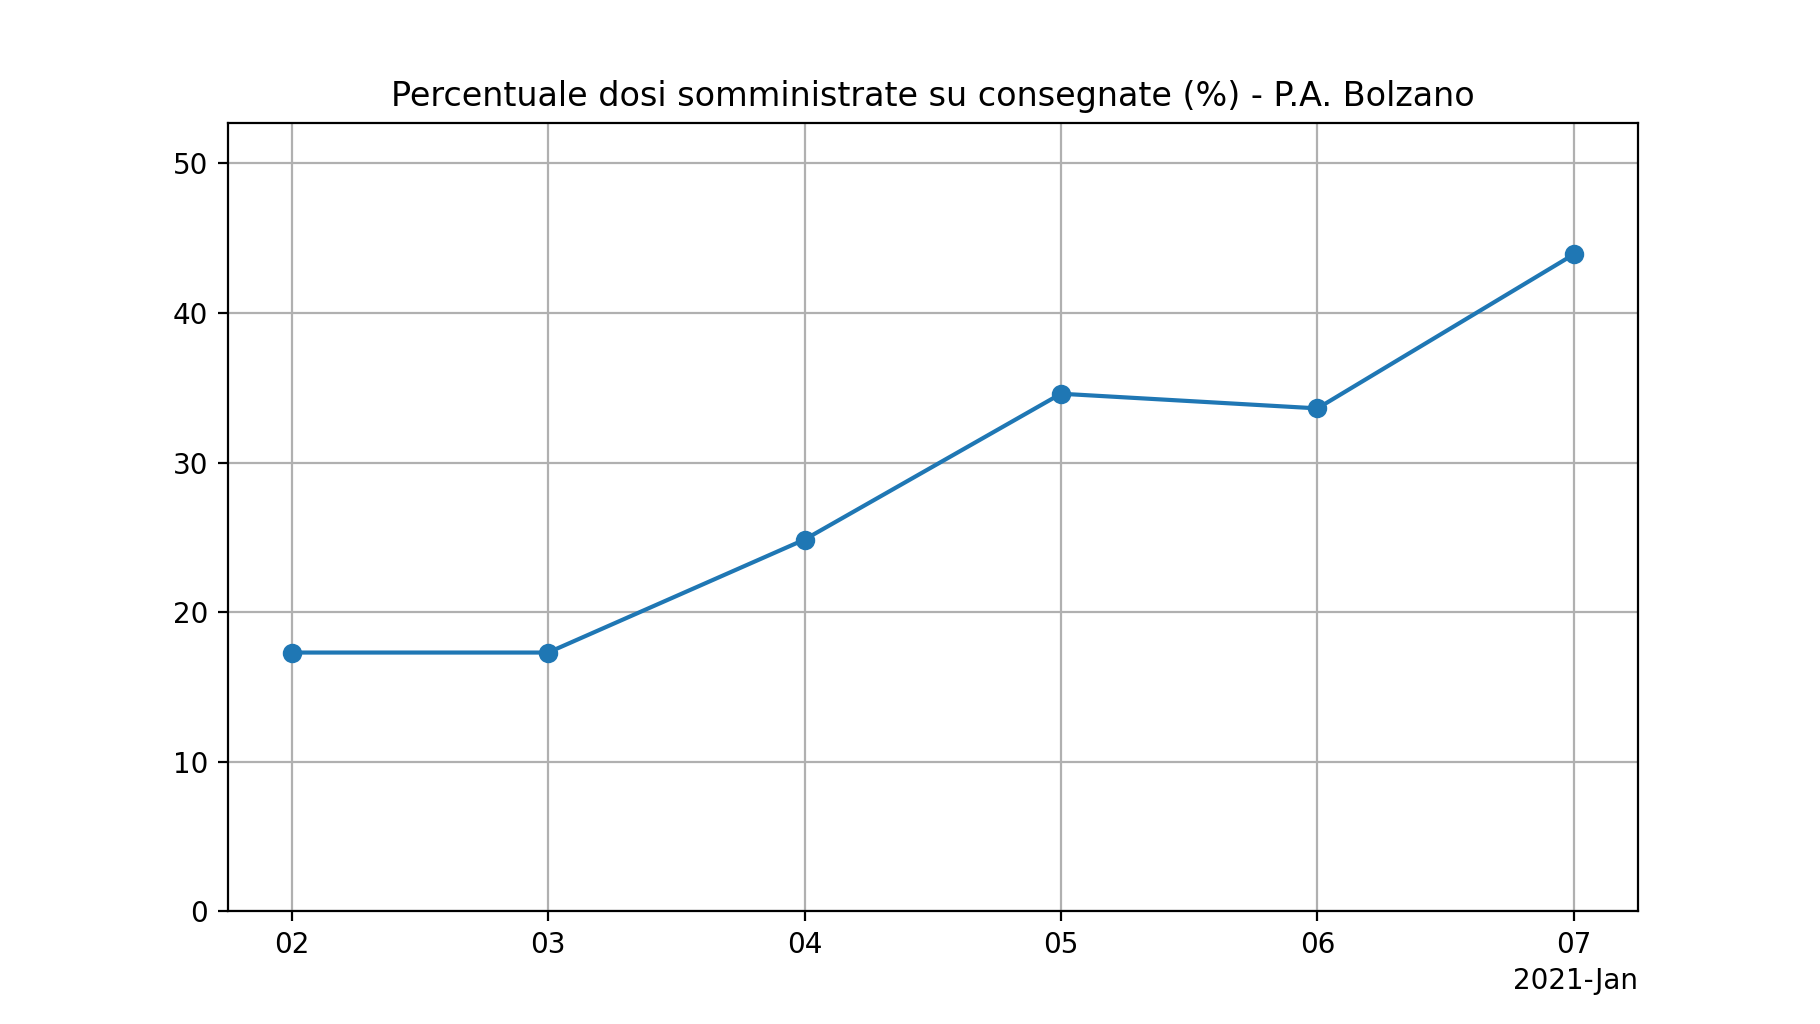 Percentuale dosi somministrate su consegnate (%) - P.A. Bolzano
50
40
30
20
10
0
02 03 04 05 06 07
2021-Jan